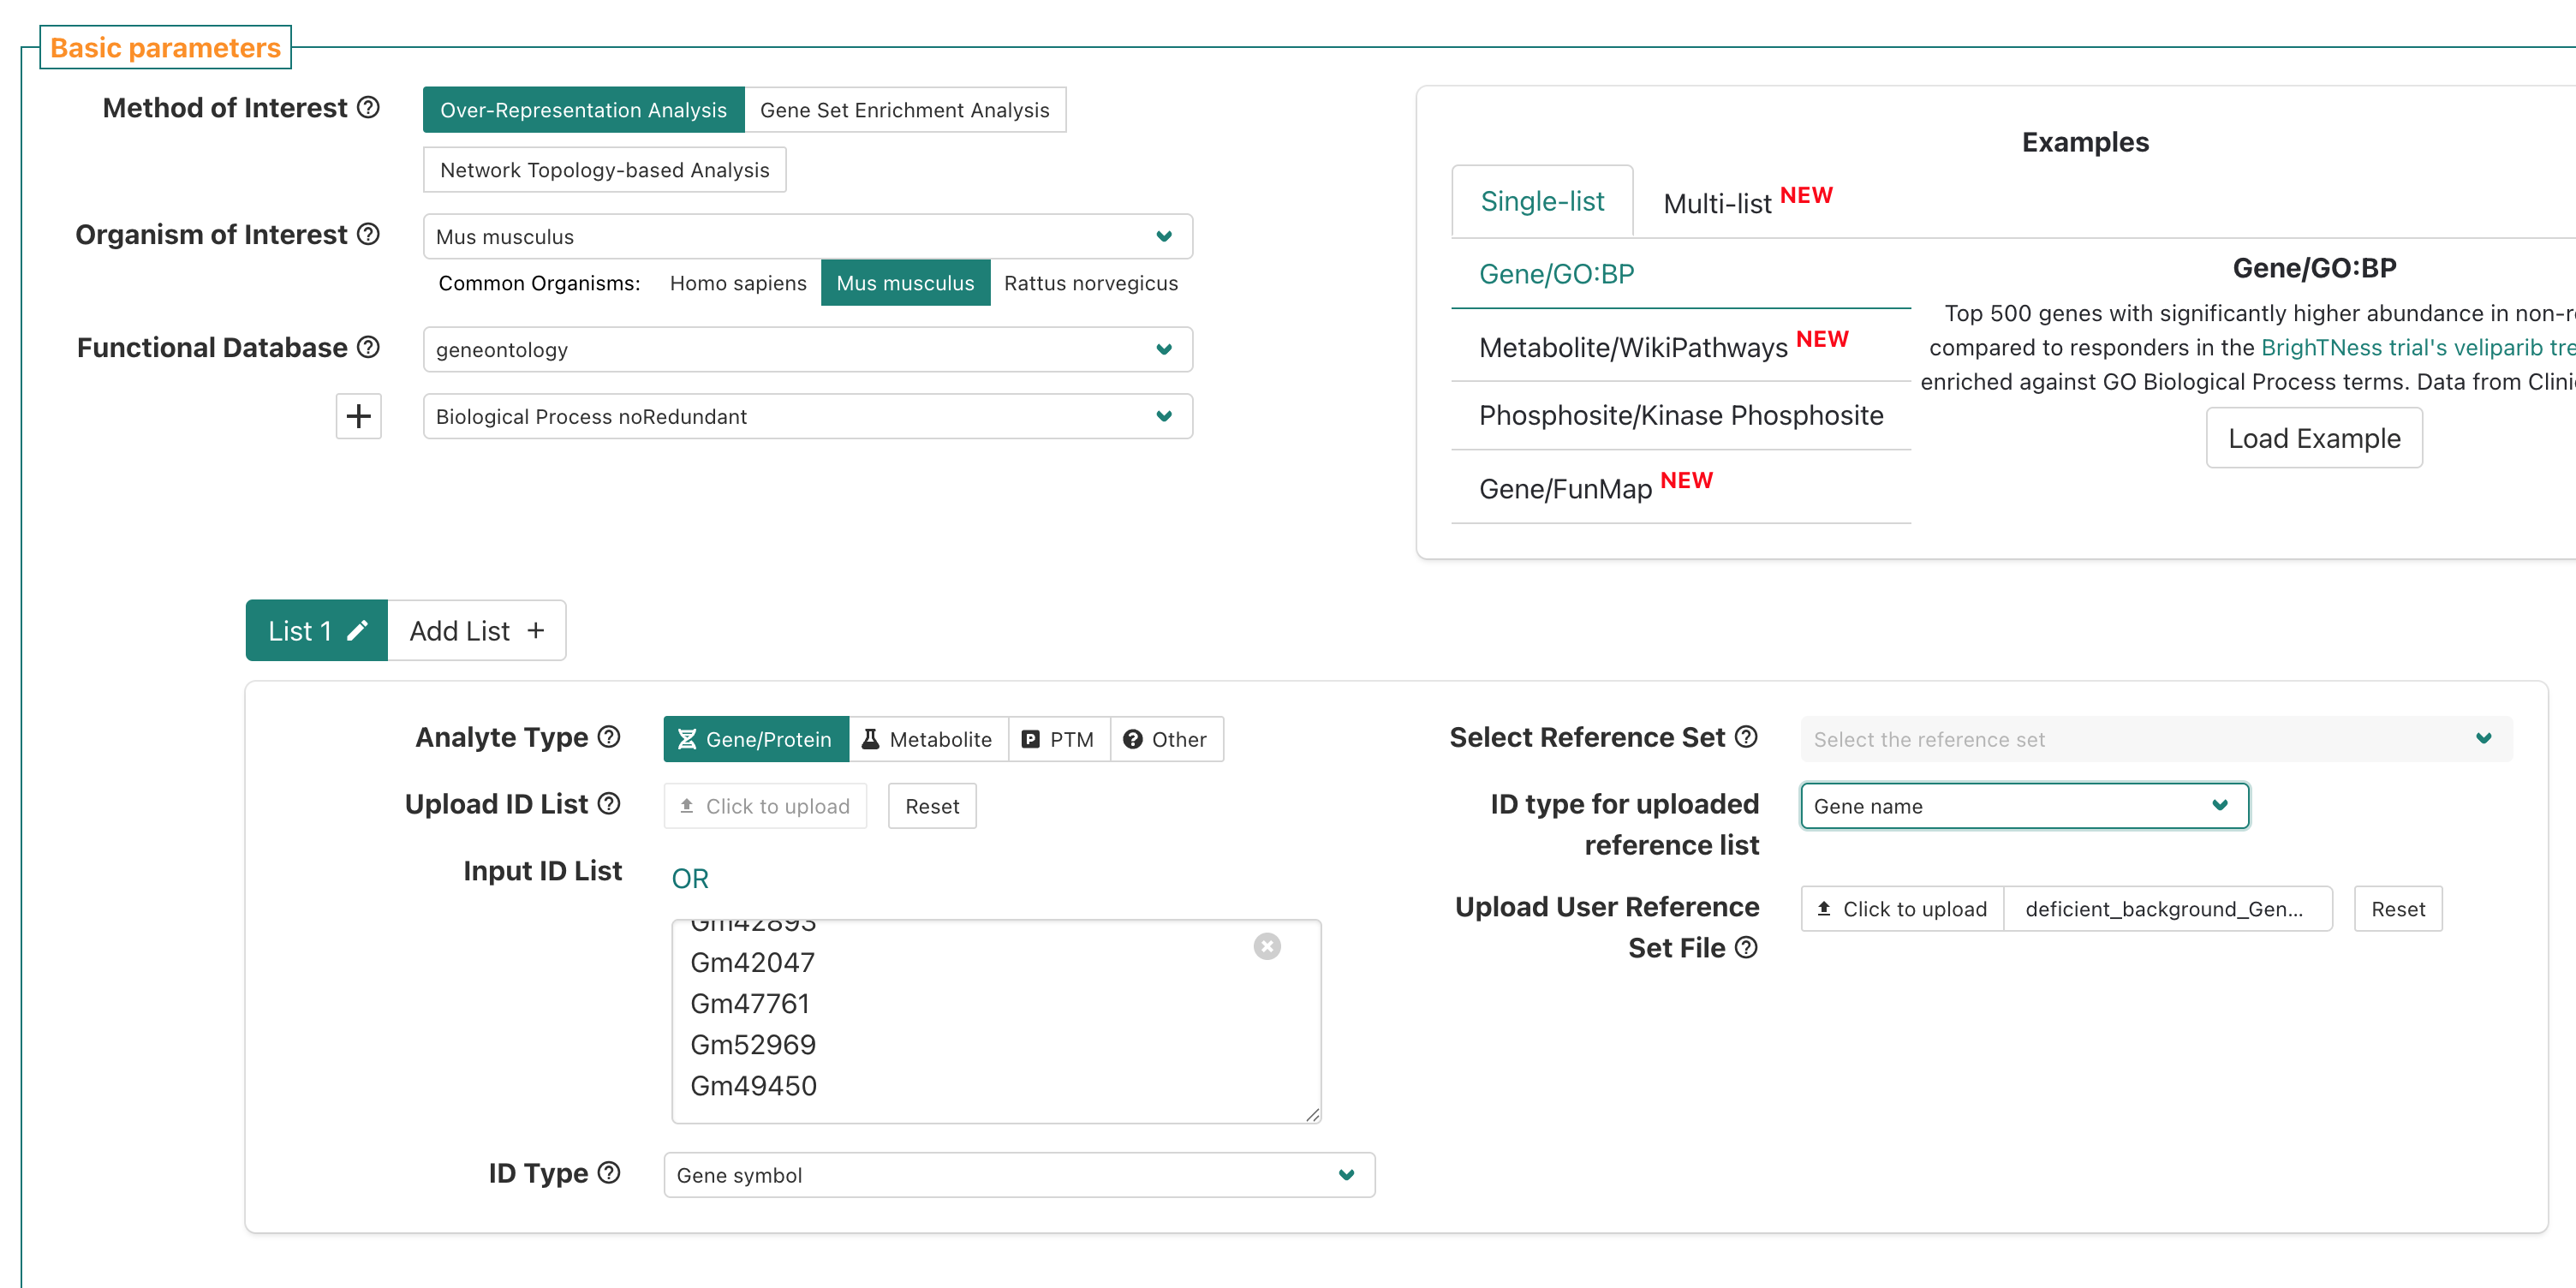 Basic parameters
Method of Interest
Over-Representation Analysis
Gene Set Enrichment Analysis
Network Topology-based Analysis
Organism of Interest
Mus musculus
Common Organisms: Homo sapiens Mus musculus Rattus norvegicus
Functional Database
geneontology
+
Biological Process noRedundant
Examples
Single-list
Multi-list NEW
Gene/GO:BP
Metabolite/WikiPathways NEW
Phosphosite/Kinase Phosphosite
Gene/FunMap NEW
Gene/GO:BP
Top 500 genes with significantly higher abundance in
compared to responders in the BrighTNess trial's veliparib
enriched against GO Biological Process terms. Data from
Load Example
List 1
Add List +
Analyte Type
Gene/Protein
Metabolite
P PTM
Other
Upload ID List
Click to upload
Reset
Input ID List
OR
Gm42893
Gm42047
Gm47761
Gm52969
Gm49450
ID Type
Gene symbol
Select Reference Set
Select the reference set
ID type for uploaded
reference list
Gene name
Upload User Reference
Set File
Click to upload
deficient_background_Gen...
Reset